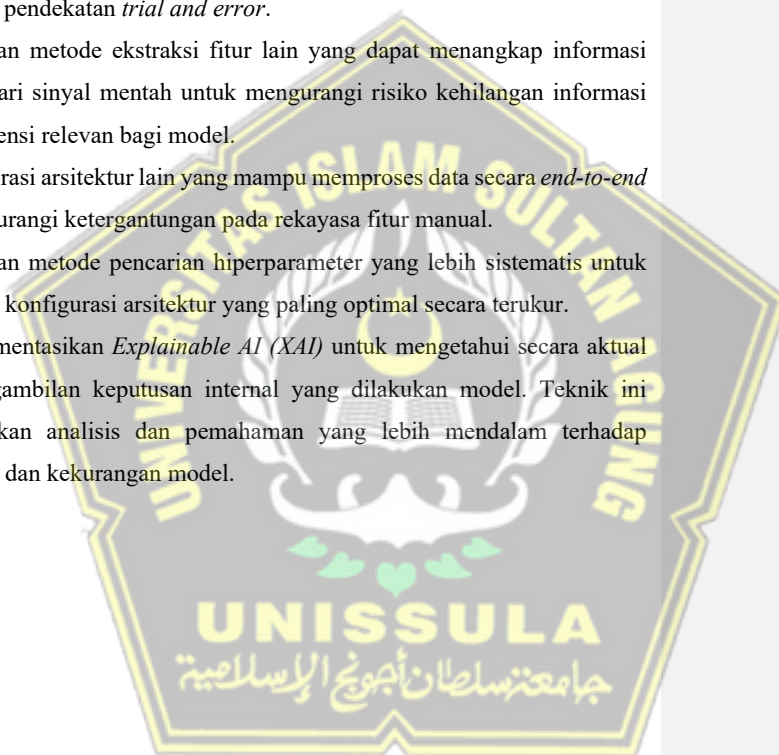 pendekatan trial and error.
an metode ekstraksi fitur lain yang dapat menangkap informasi
ari sinyal mentah untuk mengurangi risiko kehilangan informasi
ensi relevan bagi model.
rasi arsitektur lain yang mampu memproses data secara end-to-end
urangi ketergantungan pada rekayasa fitur manual.
an metode pencarian hiperparameter yang lebih sistematis untuk
konfigurasi arsitektur yang paling optimal secara terukur.
mentasikan Explainable AI (XAI) untuk mengetahui secara aktual
gambilan keputusan internal yang dilakukan model. Teknik ini
kan analisis dan pemahaman yang lebih mendalam terhadap
dan kekurangan model.
UNIVERSITAS ISLAM SULTAN AGUNG
UNISSULA
جامعترسلطان أجونج الإسلامية